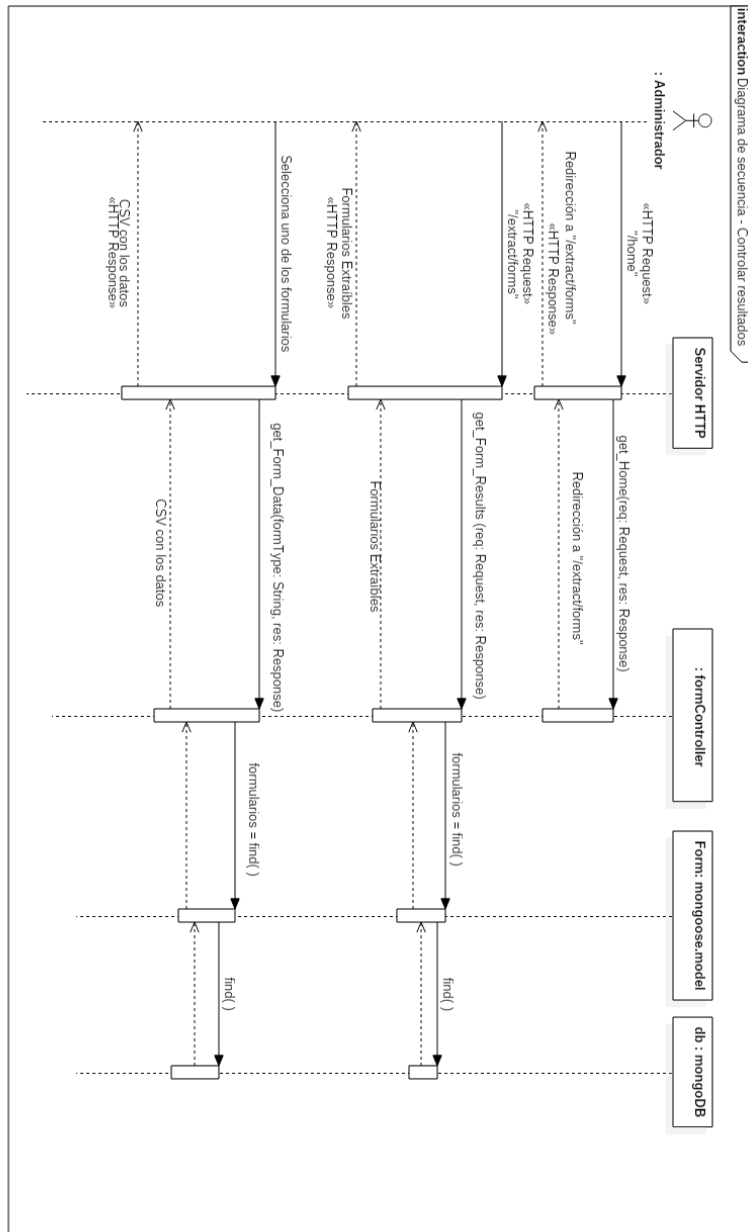 interaction Diagrama de secuencia - Controlar resultados
: Administrador
Servidor HTTP
: formController
Form: mongoose.model
db : mongoDB
«HTTP Request»
"/home"
get_Home(req: Request, res: Response)
Redirección a "/extract/forms"
Redirección a "/extract/forms"
«HTTP Response»
«HTTP Request»
"/extract/forms"
get_Form_Results (req: Request, res: Response)
formularios = find( )
find( )
Formularios Extraíbles
Formularios Extraíbles
«HTTP Response»
Selecciona uno de los formularios
get_Form_Data(formType: String, res: Response)
formularios = find( )
find( )
CSV con los datos
CSV con los datos
«HTTP Response»